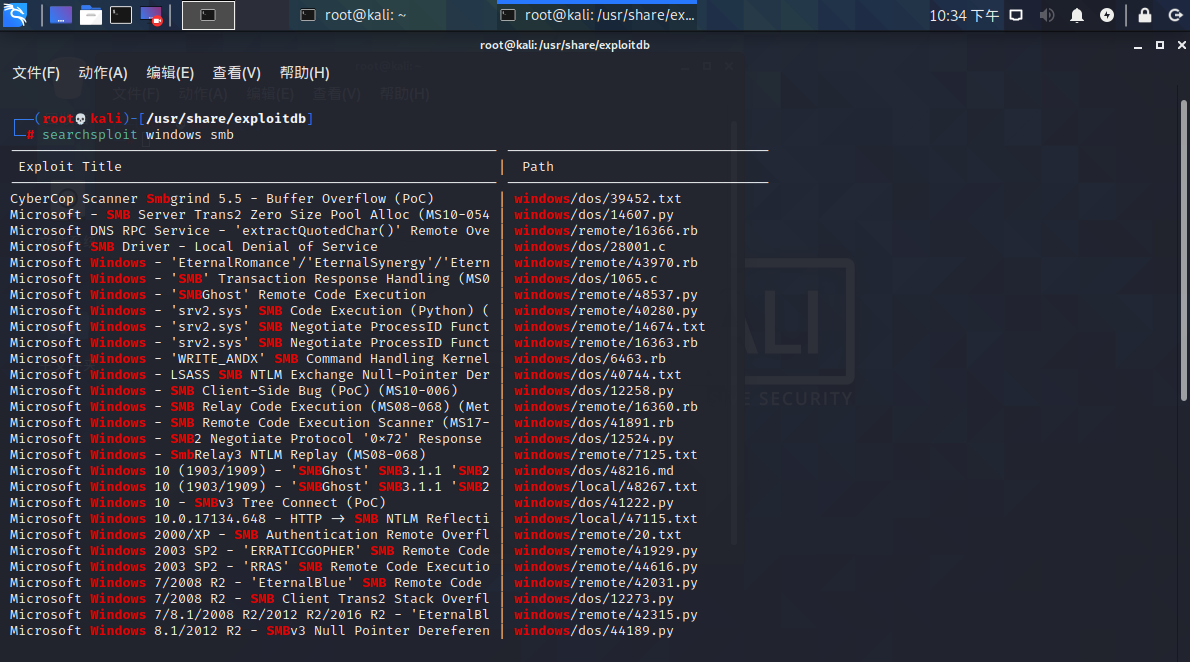 root@kali: ~
root@kali: /usr/share/ex...
10:34 下午
root@kali: /usr/share/exploitdb
文件(F) 动作(A) 编辑(E) 查看(V) 帮助(H)
(root💀kali)-[/usr/share/exploitdb]
# searchsploit windows smb
Exploit Title | Path
CyberCop Scanner Smbgrind 5.5 - Buffer Overflow (PoC) | windows/dos/39452.txt
Microsoft - SMB Server Trans2 Zero Size Pool Alloc (MS10-054 | windows/dos/14607.py
Microsoft DNS RPC Service - 'extractQuotedChar()' Remote Ove | windows/remote/16366.rb
Microsoft SMB Driver - Local Denial of Service | windows/dos/28001.c
Microsoft Windows - 'EternalRomance'/'EternalSynergy'/'Etern | windows/remote/43970.rb
Microsoft Windows - 'SMB' Transaction Response Handling (MS0 | windows/dos/1065.c
Microsoft Windows - 'SMBGhost' Remote Code Execution | windows/remote/48537.py
Microsoft Windows - 'srv2.sys' SMB Code Execution (Python) ( | windows/remote/40280.py
Microsoft Windows - 'srv2.sys' SMB Negotiate ProcessID Funct | windows/remote/14674.txt
Microsoft Windows - 'srv2.sys' SMB Negotiate ProcessID Funct | windows/remote/16363.rb
Microsoft Windows - 'WRITE_ANDX' SMB Command Handling Kernel | windows/dos/6463.rb
Microsoft Windows - LSASS SMB NTLM Exchange Null-Pointer Der | windows/dos/40744.txt
Microsoft Windows - SMB Client-Side Bug (PoC) (MS10-006) | windows/dos/12258.py
Microsoft Windows - SMB Relay Code Execution (MS08-068) (Met | windows/remote/16360.rb
Microsoft Windows - SMB Remote Code Execution Scanner (MS17- | windows/dos/41891.rb
Microsoft Windows - SMB2 Negotiate Protocol '0×72' Response | windows/dos/12524.py
Microsoft Windows - SmbRelay3 NTLM Replay (MS08-068) | windows/remote/7125.txt
Microsoft Windows 10 (1903/1909) - 'SMBGhost' SMB3.1.1 'SMB2 | windows/dos/48216.md
Microsoft Windows 10 (1903/1909) - 'SMBGhost' SMB3.1.1 'SMB2 | windows/local/48267.txt
Microsoft Windows 10 - SMBv3 Tree Connect (PoC) | windows/dos/41222.py
Microsoft Windows 10.0.17134.648 - HTTP → SMB NTLM Reflecti | windows/local/47115.txt
Microsoft Windows 2000/XP - SMB Authentication Remote Overfl | windows/remote/20.txt
Microsoft Windows 2003 SP2 - 'ERRATICGOPHER' SMB Remote Code | windows/remote/41929.py
Microsoft Windows 2003 SP2 - 'RRAS' SMB Remote Code Executio | windows/remote/44616.py
Microsoft Windows 7/2008 R2 - 'EternalBlue' SMB Remote Code | windows/remote/42031.py
Microsoft Windows 7/2008 R2 - SMB Client Trans2 Stack Overfl | windows/dos/12273.py
Microsoft Windows 7/8.1/2008 R2/2012 R2/2016 R2 - 'EternalBl | windows/remote/42315.py
Microsoft Windows 8.1/2012 R2 - SMBv3 Null Pointer Dereferen | windows/dos/44189.py